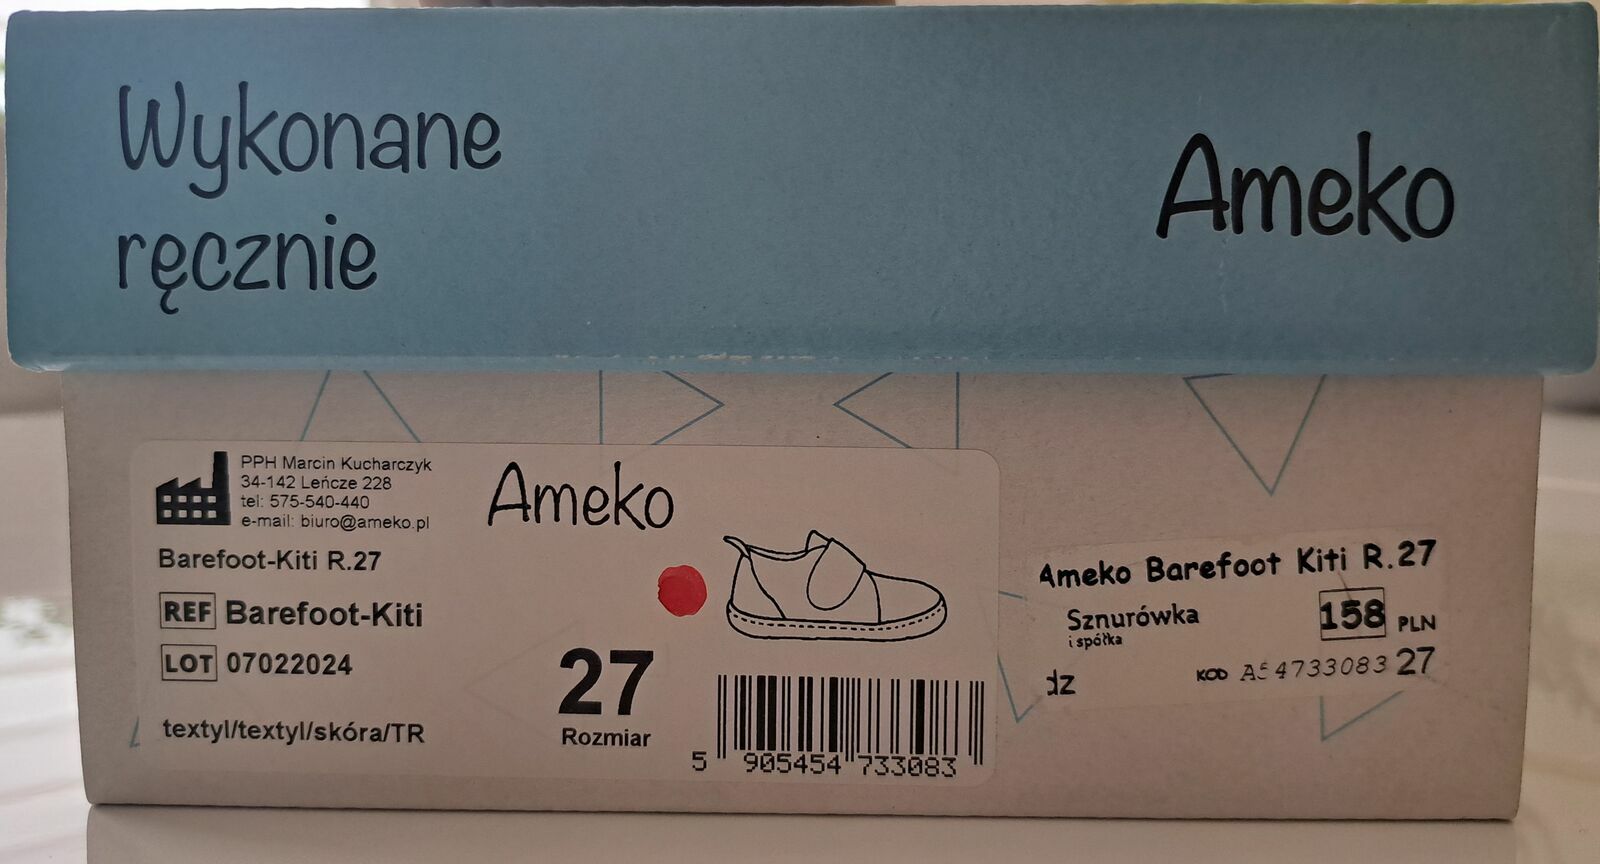 Wykonane
ręcznie
Ameko
PPH Marcin Kucharczyk
34-142 Leńcze 228
tel: 575-540-440
e-mail: biuro@ameko.pl
Ameko
Barefoot-Kiti R.27
REF Barefoot-Kiti
LOT 07022024
textyl/textyl/skóra/TR
27
Rozmiar
5 905454 733083
Ameko Barefoot Kiti R.27
Sznurówka
i spółka
158 PLN
dz
KOD A54733083 27